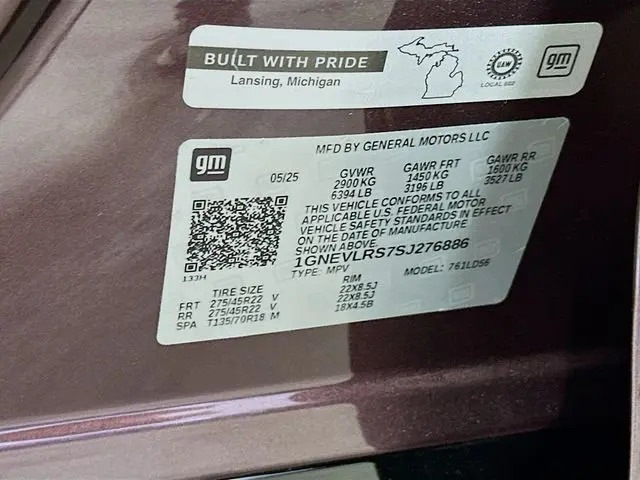 BUILT WITH PRIDE
Lansing, Michigan
UAW
LOCAL 602
gm
gm
MFD BY GENERAL MOTORS LLC
05/25 GVWR GAWR FRT GAWR RR
2900 KG 1450 KG 1600 KG
6394 LB 3196 LB 3527 LB
THIS VEHICLE CONFORMS TO ALL
APPLICABLE U.S. FEDERAL MOTOR
VEHICLE SAFETY STANDARDS IN EFFECT
ON THE DATE OF MANUFACTURE
SHOWN ABOVE.
1GNEVLRS7SJ276886
TYPE: MPV MODEL: 1LD56
133H
TIRE SIZE RIM
FRT 275/45R22 V 22X8.5J
RR 275/45R22 V 22X8.5J
SPA T135/70R18 M 18X4.5B